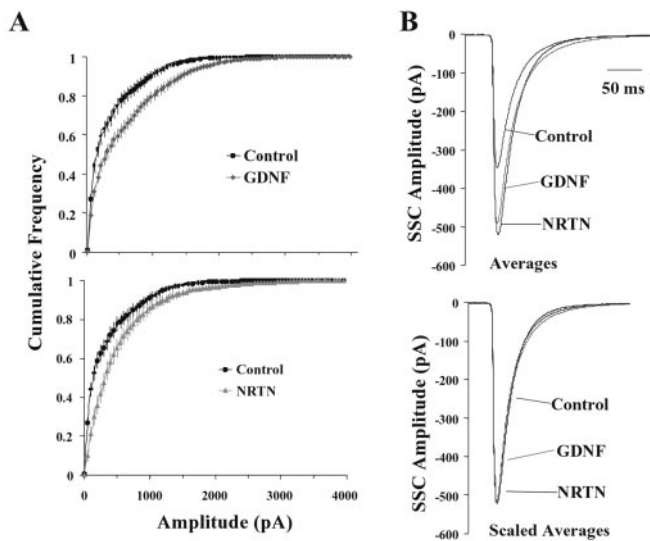 A
1
0.8
0.6
0.4
0.2
0
Control
GDNF
1
0.8
0.6
0.4
0.2
0
Control
NRTN
0 1000 2000 3000 4000
Cumulative Frequency
Amplitude (pA)
B
0
-100
-200
-300
-400
-500
-600
SSC Amplitude (pA)
50 ms
Control
GDNF
NRTN
Averages
0
-100
-200
-300
-400
-500
-600
SSC Amplitude (pA)
Control
GDNF
NRTN
Scaled Averages